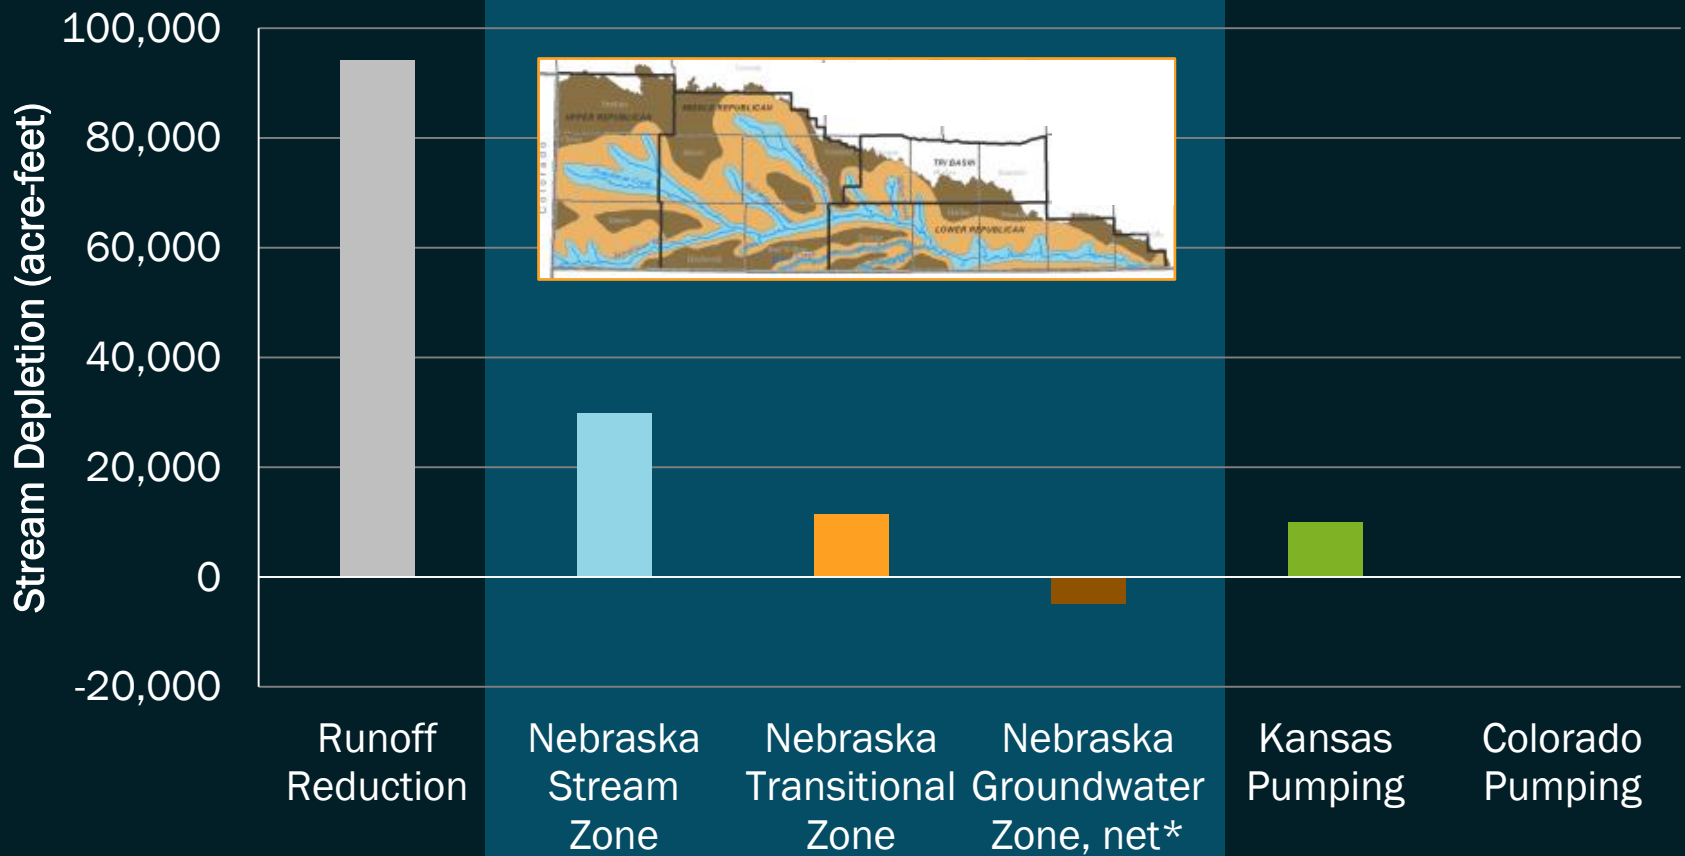 Stream Depletion (acre-feet)
100,000
80,000
60,000
40,000
20,000
0
-20,000
UPPER REPUBLICAN
MIDDLE REPUBLICAN
TRI BASIN
LOWER REPUBLICAN
Colorado
Runoff
Reduction
Nebraska
Stream
Zone
Nebraska
Transitional
Zone
Nebraska
Groundwater
Zone, net*
Kansas
Pumping
Colorado
Pumping